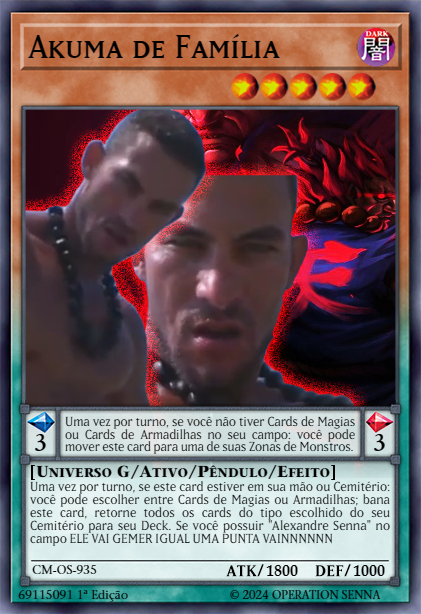 Akuma de Família
DARK
闇
Uma vez por turno, se você não tiver Cards de Magias
ou Cards de Armadilhas no seu campo: você pode
mover este card para uma de suas Zonas de Monstros.
3
3
[Universo G/Ativo/Pêndulo/Efeito]
Uma vez por turno, se este card estiver em sua mão ou Cemitério:
você pode escolher entre Cards de Magias ou Armadilhas; bana
este card, retorne todos os cards do tipo escolhido do seu
Cemitério para seu Deck. Se você possuir "Alexandre Senna" no
campo ELE VAI GEMER IGUAL UMA PUNTA VAINNNNNN
CM-OS-935
ATK/1800 DEF/1000
69115091 1ª Edição
© 2024 OPERATION SENNA